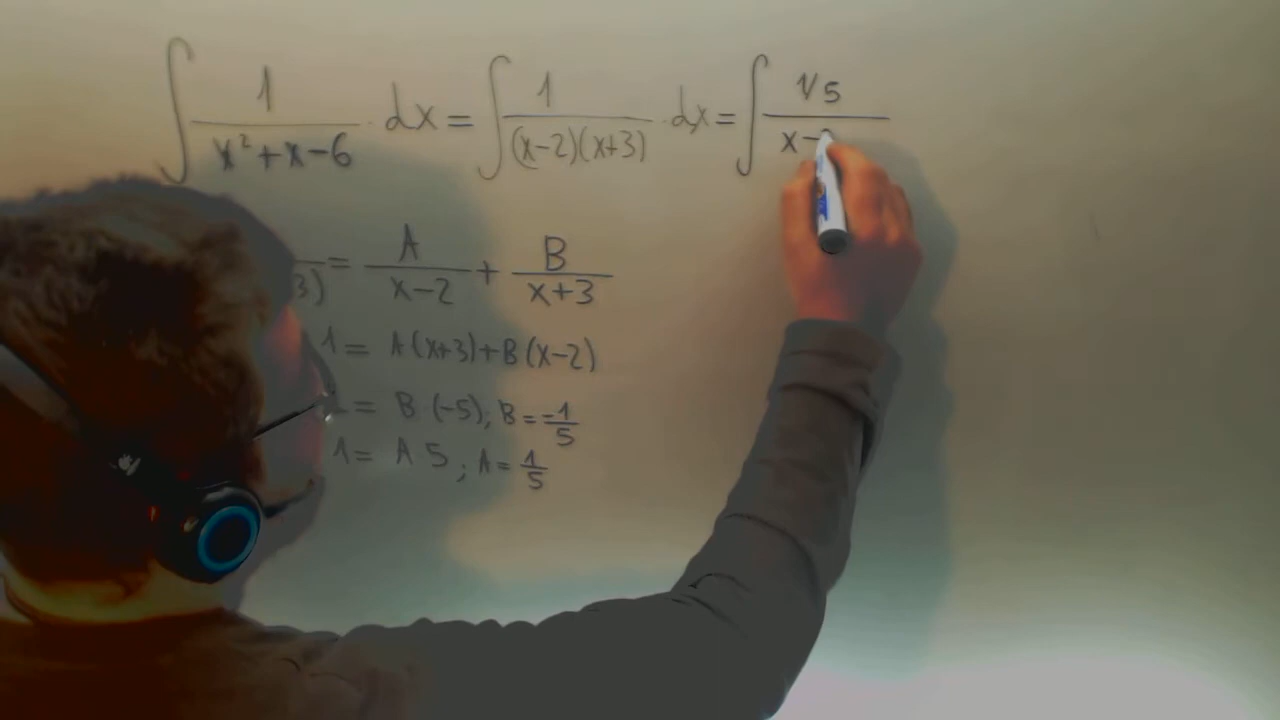 ∫ 1/(x²+x-6) · dx = ∫ 1/((x-2)(x+3)) · dx = ∫ 1/5/(x-
3) = A/(x-2) + B/(x+3)
1 = A(x+3)+B(x-2)
= B(-5); B = -1/5
1 = A 5 ; A = 1/5